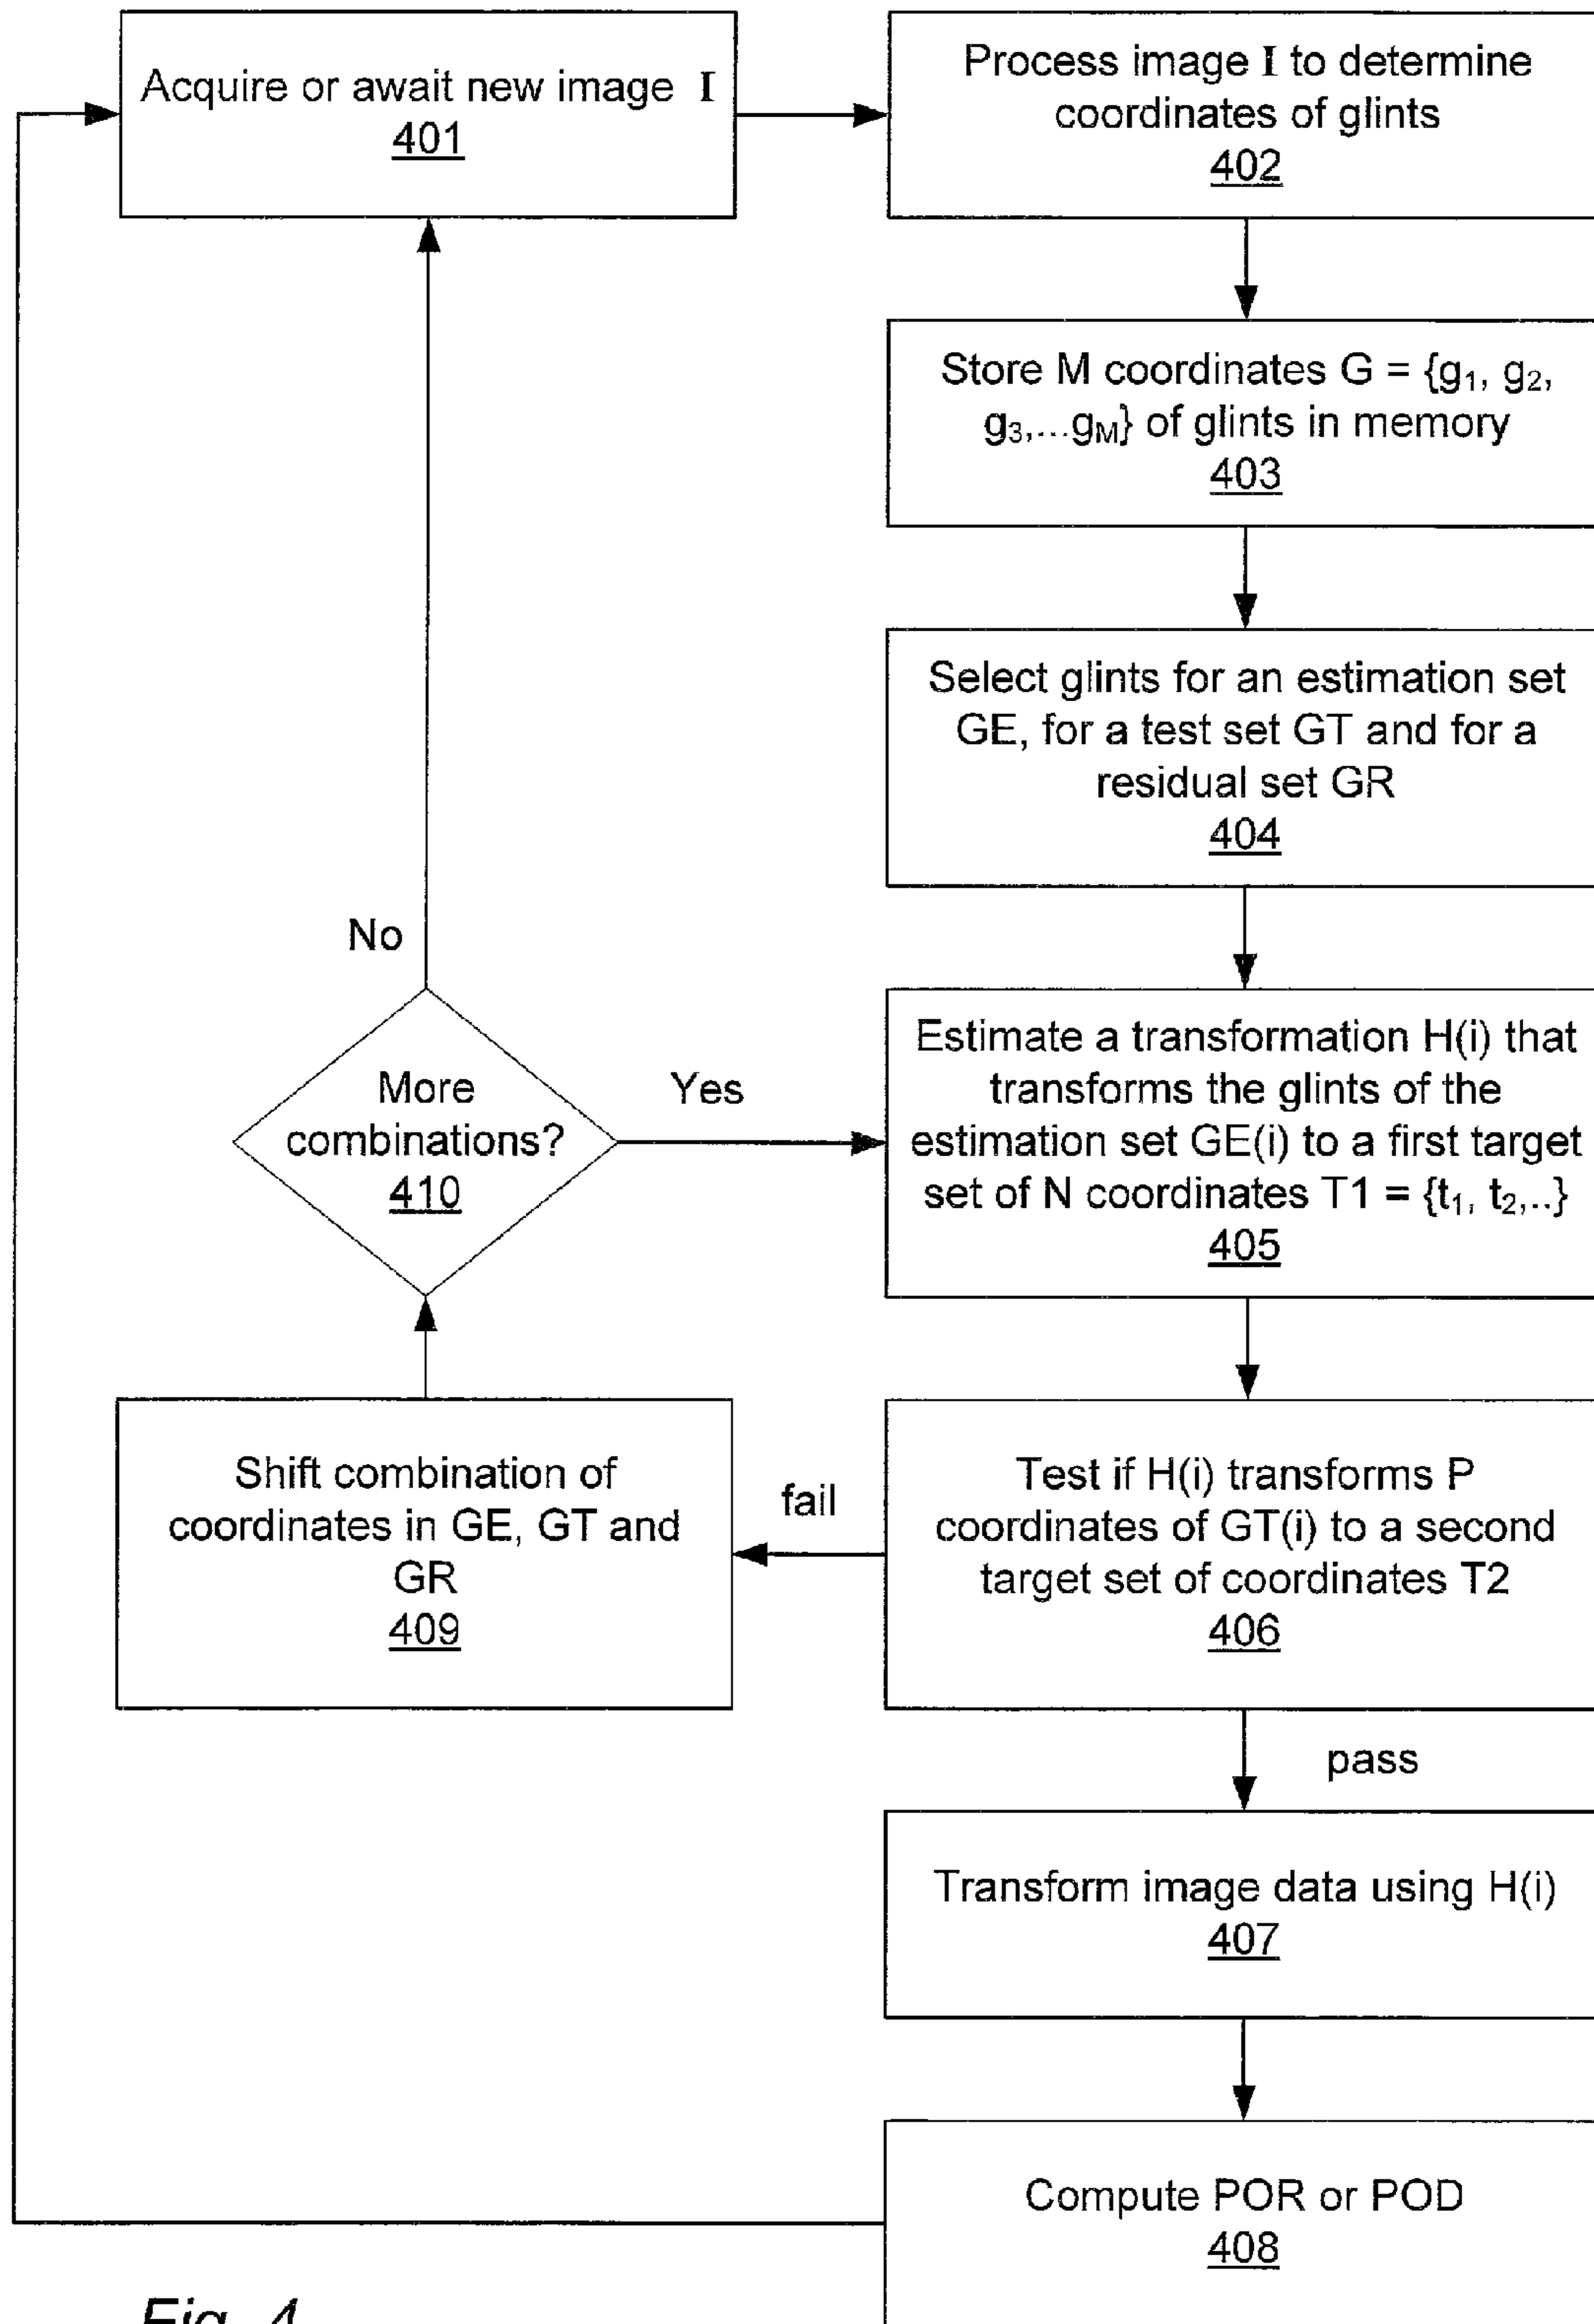 Acquire or await new image I
401
Process image I to determine
coordinates of glints
402
Store M coordinates G = {g₁, g₂,
g₃,...gM} of glints in memory
403
Select glints for an estimation set
GE, for a test set GT and for a
residual set GR
404
No
More
combinations?
410
Yes
Estimate a transformation H(i) that
transforms the glints of the
estimation set GE(i) to a first target
set of N coordinates T1 = {t₁, t₂,..}
405
Shift combination of
coordinates in GE, GT and
GR
409
fail
Test if H(i) transforms P
coordinates of GT(i) to a second
target set of coordinates T2
406
pass
Transform image data using H(i)
407
Compute POR or POD
408
Fig. 4